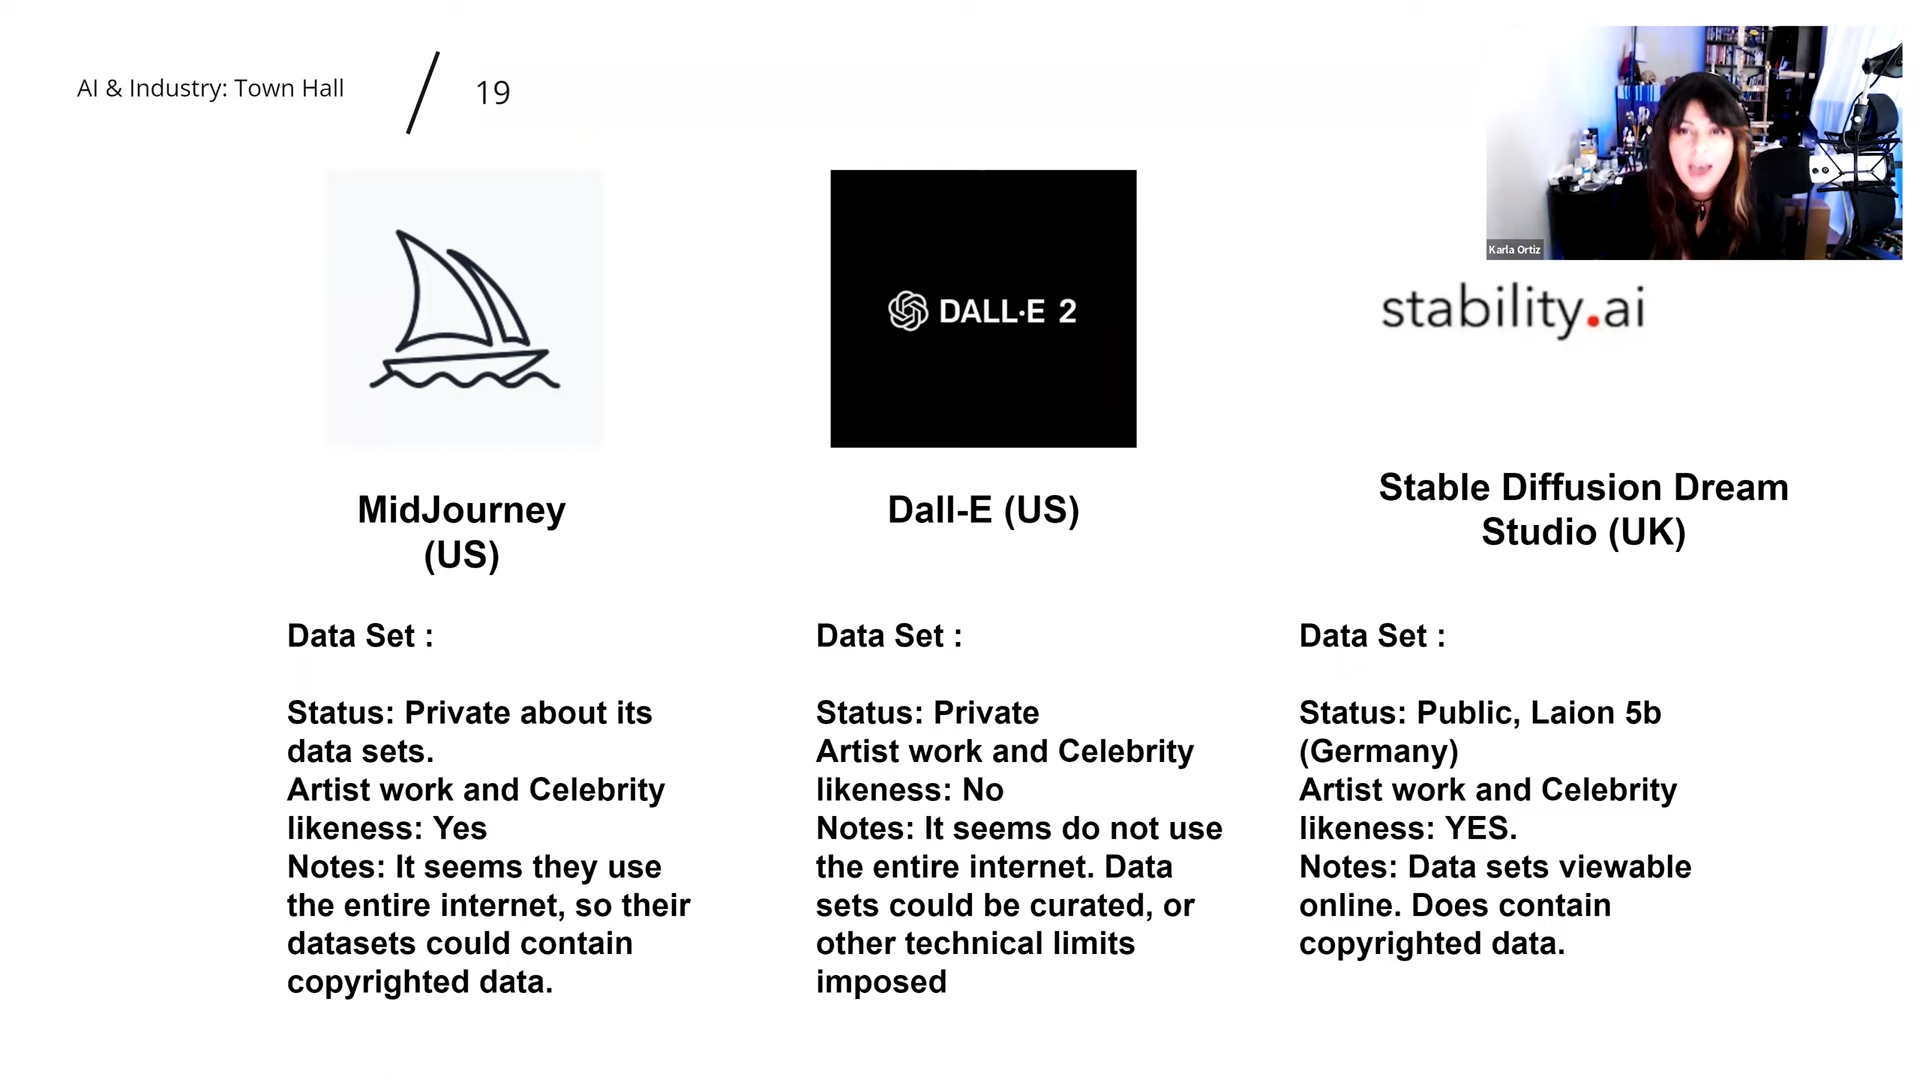 AI & Industry: Town Hall
19
Karla Ortiz
DALL·E 2
stability.ai
MidJourney
(US)
Dall-E (US)
Stable Diffusion Dream
Studio (UK)
Data Set :
Status: Private about its
data sets.
Artist work and Celebrity
likeness: Yes
Notes: It seems they use
the entire internet, so their
datasets could contain
copyrighted data.
Data Set :
Status: Private
Artist work and Celebrity
likeness: No
Notes: It seems do not use
the entire internet. Data
sets could be curated, or
other technical limits
imposed
Data Set :
Status: Public, Laion 5b
(Germany)
Artist work and Celebrity
likeness: YES.
Notes: Data sets viewable
online. Does contain
copyrighted data.